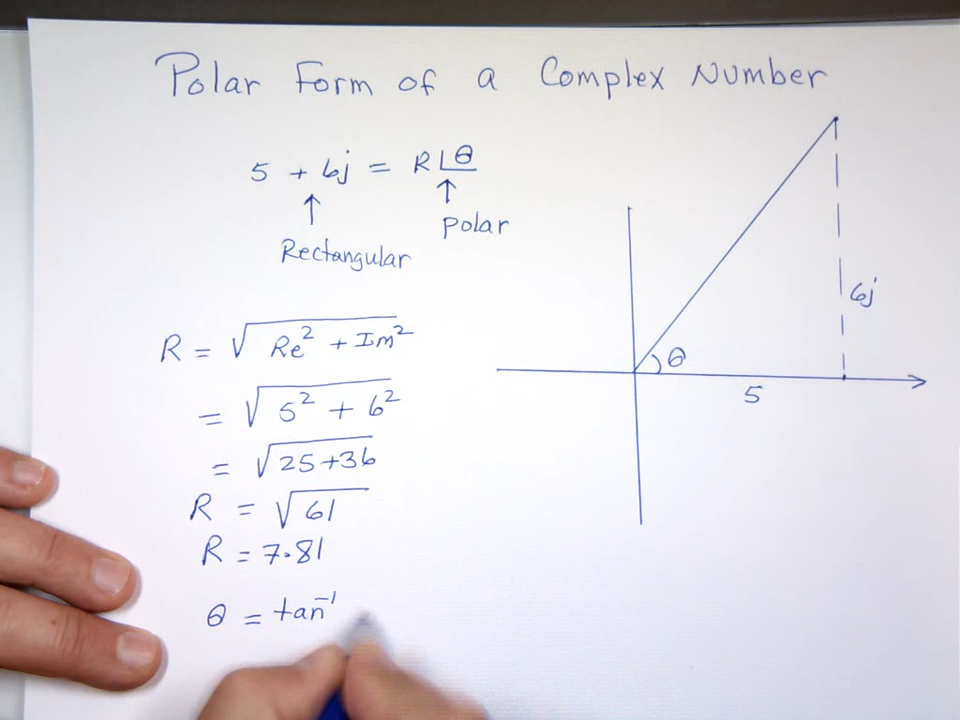 Polar Form of a Complex Number
5 + 6j = R∠θ
↑ ↑
Rectangular
Polar
R = √(Re² + Im²)
= √(5² + 6²)
= √(25+36)
R = √61
R = 7.81
θ = tan⁻¹
6j
θ
5